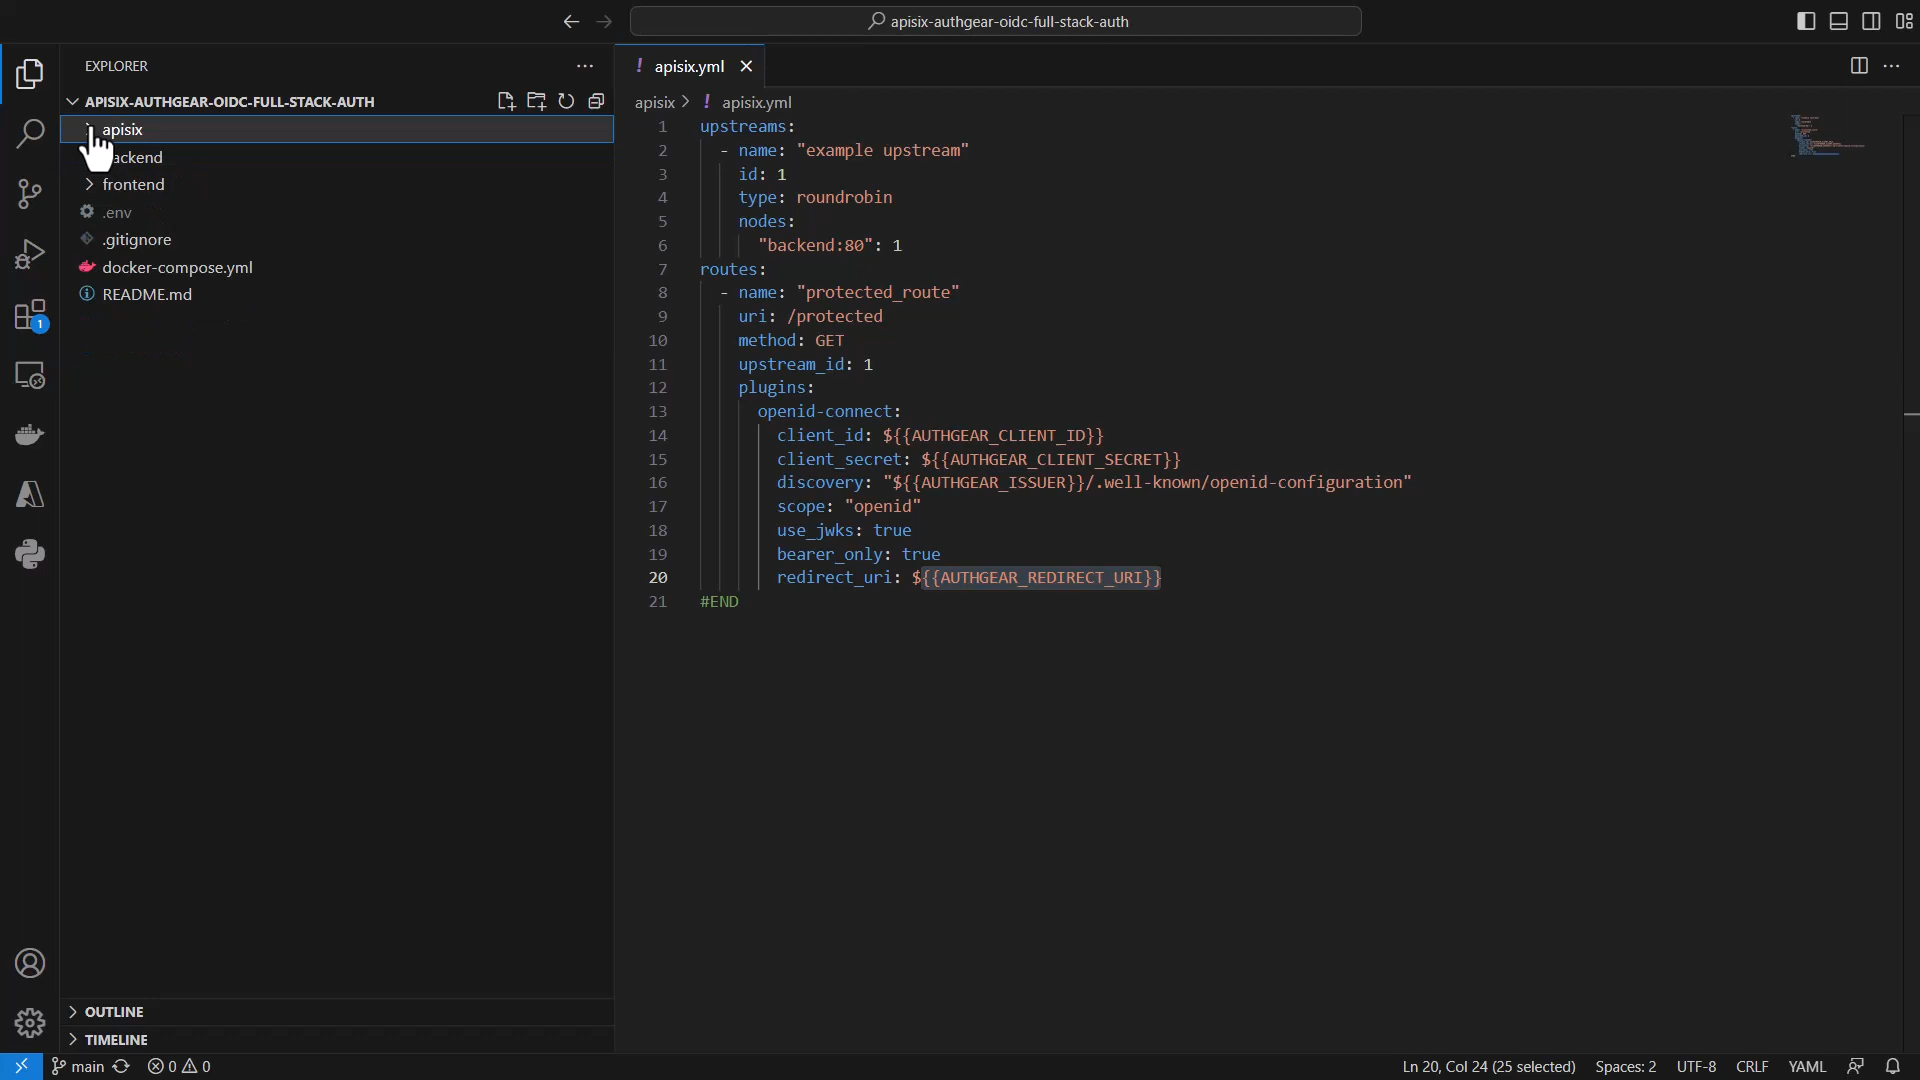 apisix-authgear-oidc-full-stack-auth
EXPLORER
APISIX-AUTHGEAR-OIDC-FULL-STACK-AUTH
apisix
ackend
frontend
.env
.gitignore
docker-compose.yml
README.md
1
OUTLINE
TIMELINE
! apisix.yml
apisix > ! apisix.yml
1 upstreams:
2 - name: "example upstream"
3 id: 1
4 type: roundrobin
5 nodes:
6 "backend:80": 1
7 routes:
8 - name: "protected_route"
9 uri: /protected
10 method: GET
11 upstream_id: 1
12 plugins:
13 openid-connect:
14 client_id: ${{AUTHGEAR_CLIENT_ID}}
15 client_secret: ${{AUTHGEAR_CLIENT_SECRET}}
16 discovery: "${{AUTHGEAR_ISSUER}}/.well-known/openid-configuration"
17 scope: "openid"
18 use_jwks: true
19 bearer_only: true
20 redirect_uri: ${{AUTHGEAR_REDIRECT_URI}}
21 #END
main 0 0 Ln 20, Col 24 (25 selected) Spaces: 2 UTF-8 CRLF YAML